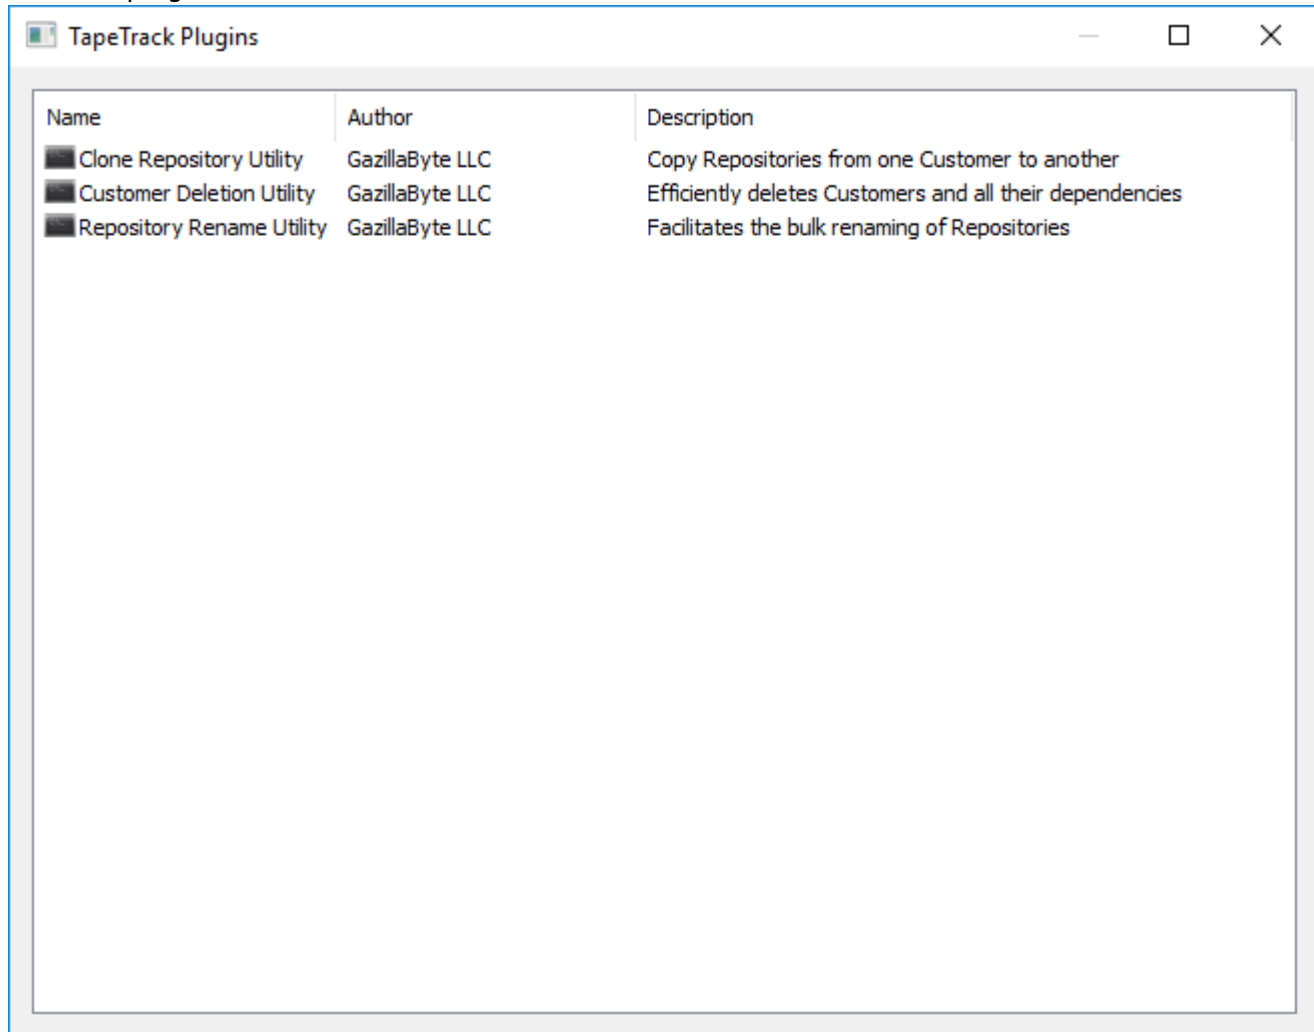 TapeTrack Plugins
Name Author Description
Clone Repository Utility GazillaByte LLC Copy Repositories from one Customer to another
Customer Deletion Utility GazillaByte LLC Efficiently deletes Customers and all their dependencies
Repository Rename Utility GazillaByte LLC Facilitates the bulk renaming of Repositories